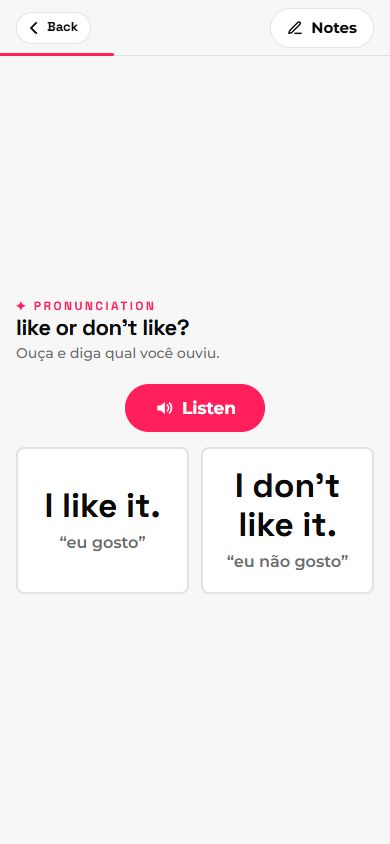 Back
Notes
✦ PRONUNCIATION
like or don’t like?
Ouça e diga qual você ouviu.
Listen
I like it.
“eu gosto”
I don’t
like it.
“eu não gosto”